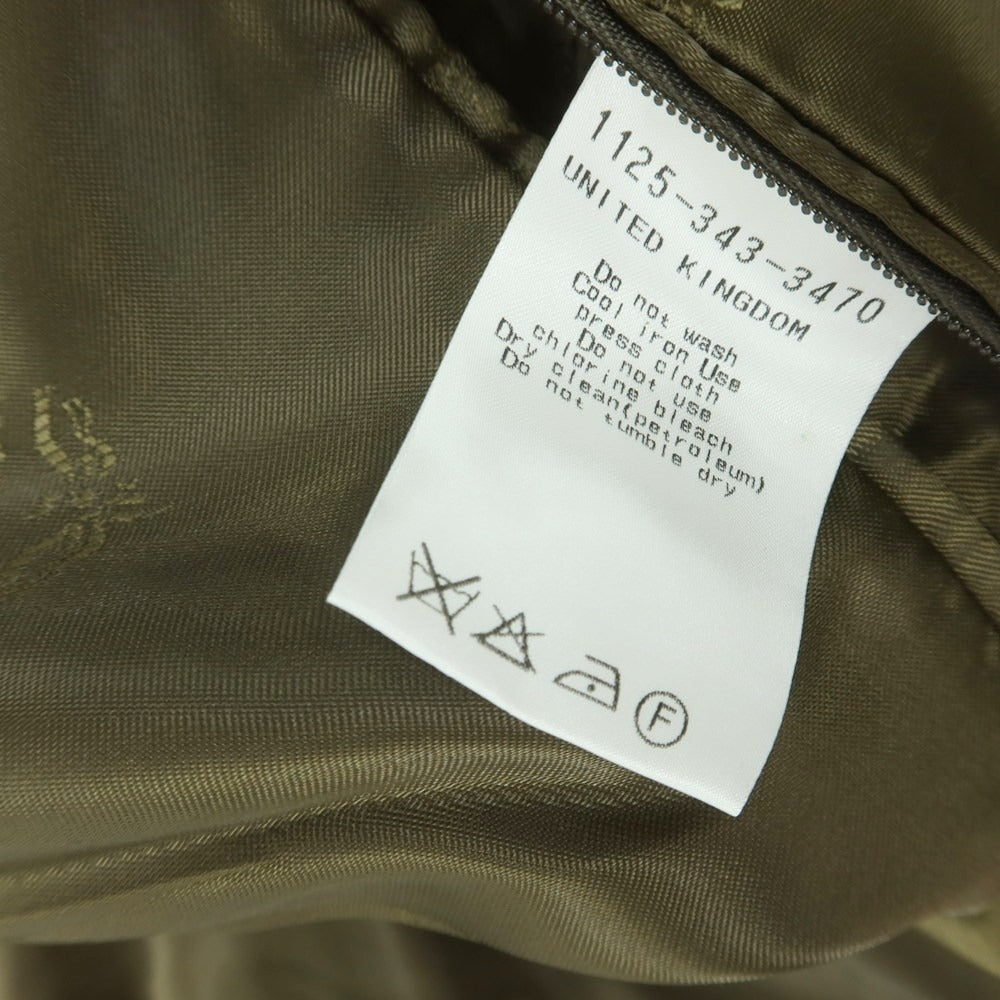 1125-343-3470
UNITED KINGDOM
Do not wash
Cool iron Use
press cloth
Do not use
chlorine bleach
Dry clean(petroleum)
Do not tumble dry
F